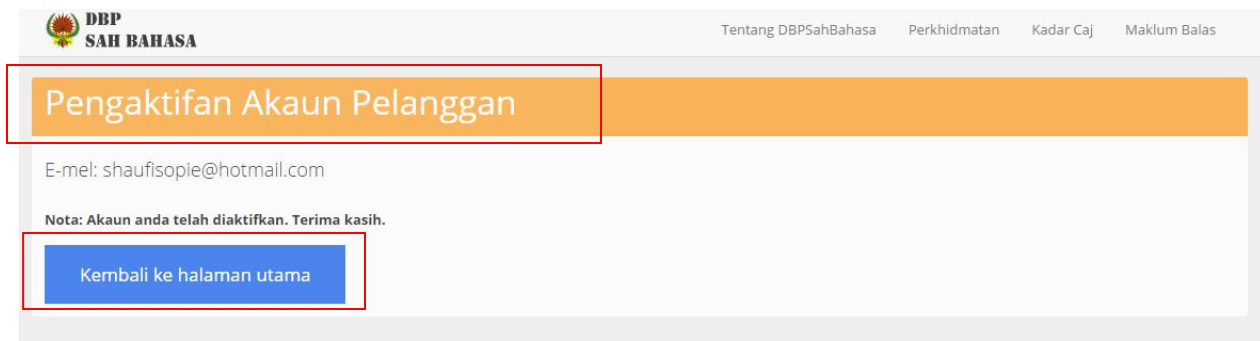 DBP
SAH BAHASA
Tentang DBPSahBahasa Perkhidmatan Kadar Caj Maklum Balas
Pengaktifan Akaun Pelanggan
E-mel: shaufisopie@hotmail.com
Nota: Akaun anda telah diaktifkan. Terima kasih.
Kembali ke halaman utama